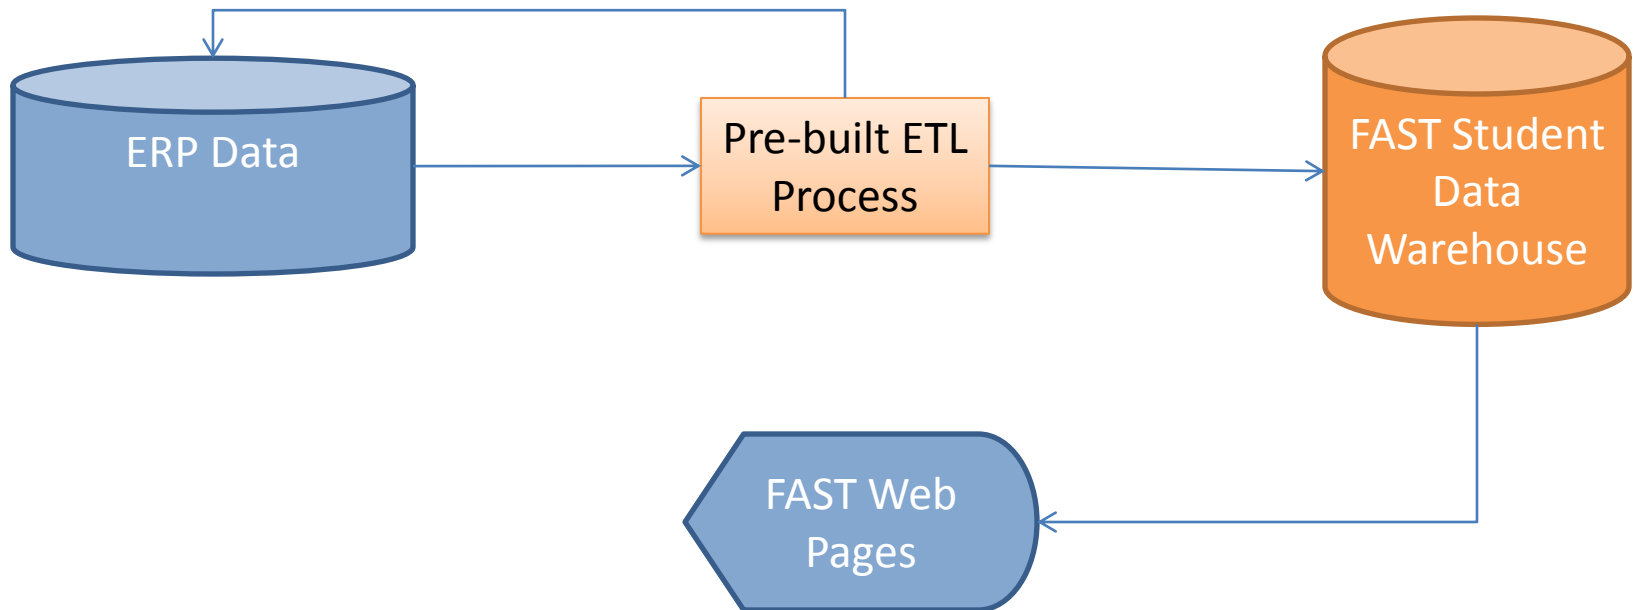 ERP Data
Pre-built ETL
Process
FAST Student
Data
Warehouse
FAST Web
Pages